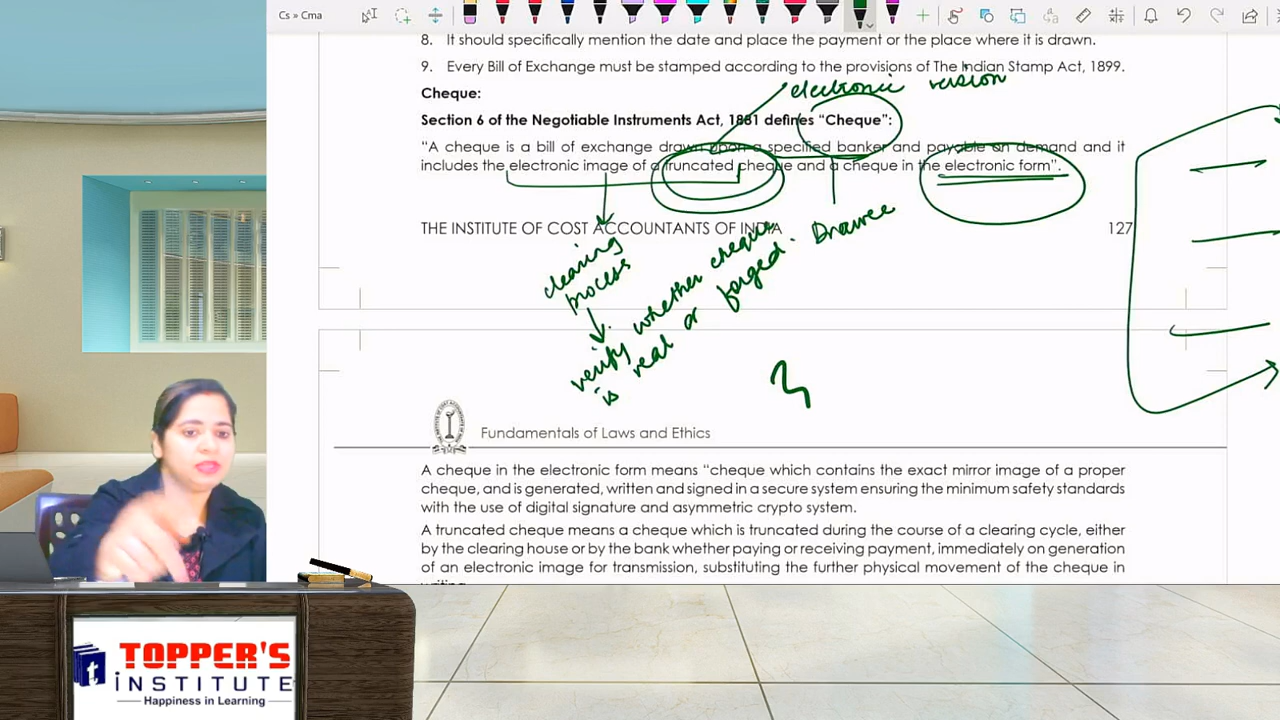 Cs » Cma
8. It should specifically mention the date and place the payment or the place where it is drawn.
9. Every Bill of Exchange must be stamped according to the provisions of The Indian Stamp Act, 1899.
electronic version
Cheque:
Section 6 of the Negotiable Instruments Act, 1881 defines “Cheque”:
“A cheque is a bill of exchange drawn upon a specified banker and payable on demand and it
includes the electronic image of a truncated cheque and a cheque in the electronic form”.
THE INSTITUTE OF COST ACCOUNTANTS OF INDIA
127
Drawee
clearing
process
verify whether cheque
is real or forged.
Fundamentals of Laws and Ethics
A cheque in the electronic form means “cheque which contains the exact mirror image of a proper
cheque, and is generated, written and signed in a secure system ensuring the minimum safety standards
with the use of digital signature and asymmetric crypto system.
A truncated cheque means a cheque which is truncated during the course of a clearing cycle, either
by the clearing house or by the bank whether paying or receiving payment, immediately on generation
of an electronic image for transmission, substituting the further physical movement of the cheque in
writing
t
TOPPER'S
INSTITUTE
Happiness in Learning